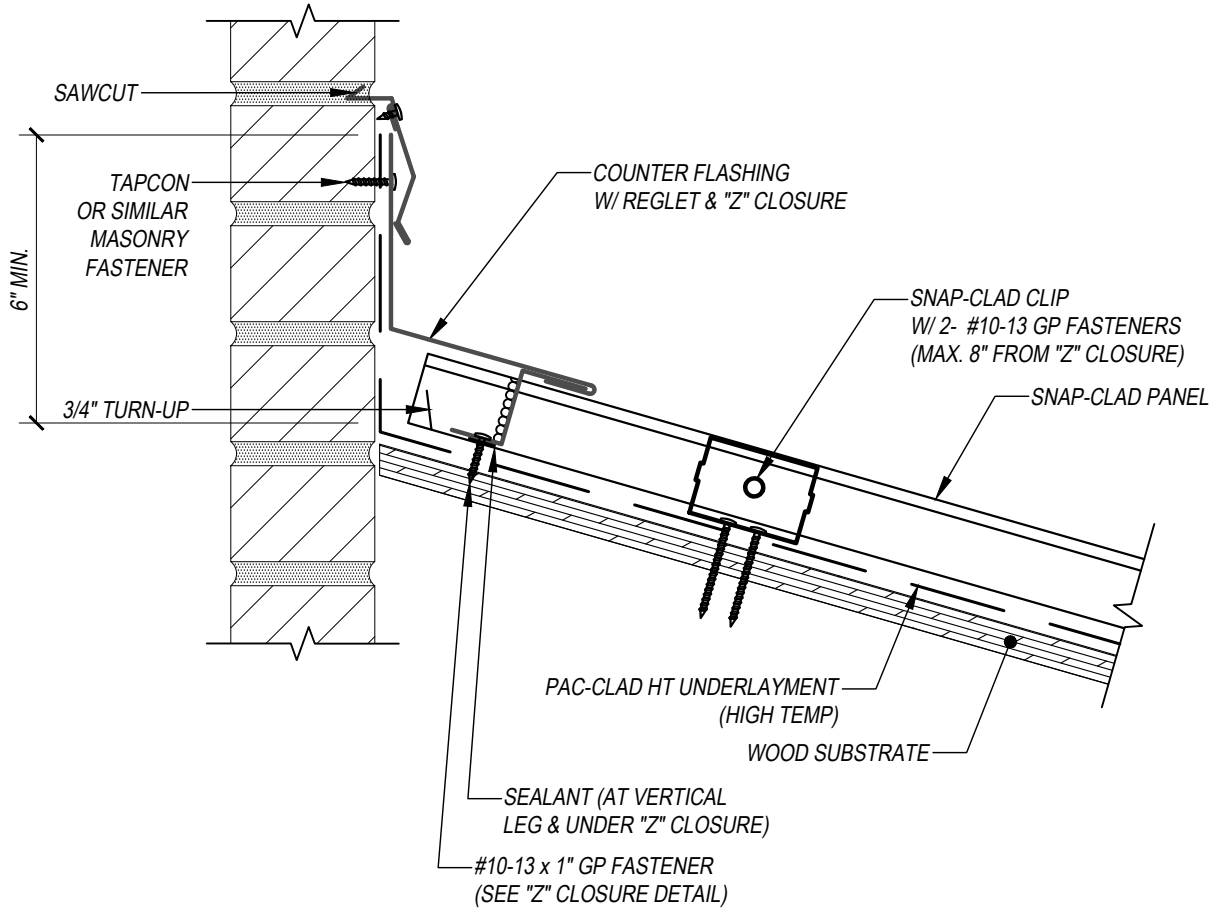 SAWCUT
6" MIN.
TAPCON
OR SIMILAR
MASONRY
FASTENER
3/4" TURN-UP
COUNTER FLASHING
W/ REGLET & "Z" CLOSURE
SNAP-CLAD CLIP
W/ 2- #10-13 GP FASTENERS
(MAX. 8" FROM "Z" CLOSURE)
SNAP-CLAD PANEL
PAC-CLAD HT UNDERLAYMENT
(HIGH TEMP)
WOOD SUBSTRATE
SEALANT (AT VERTICAL
LEG & UNDER "Z" CLOSURE)
#10-13 x 1" GP FASTENER
(SEE "Z" CLOSURE DETAIL)